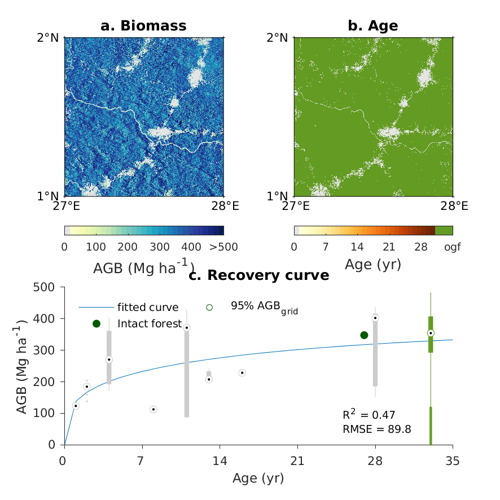 a. Biomass
b. Age
2°N
2°N
1°N
1°N
27°E
28°E
27°E
28°E
0 100 200 300 400 >500
AGB (Mg ha-1)
0 7 14 21 28 ogf
Age (yr)
c. Recovery curve
500
400
300
200
100
0
AGB (Mg ha-1)
fitted curve
95% AGBgrid
Intact forest
R2 = 0.47
RMSE = 89.8
0 7 14 21 28 35
Age (yr)